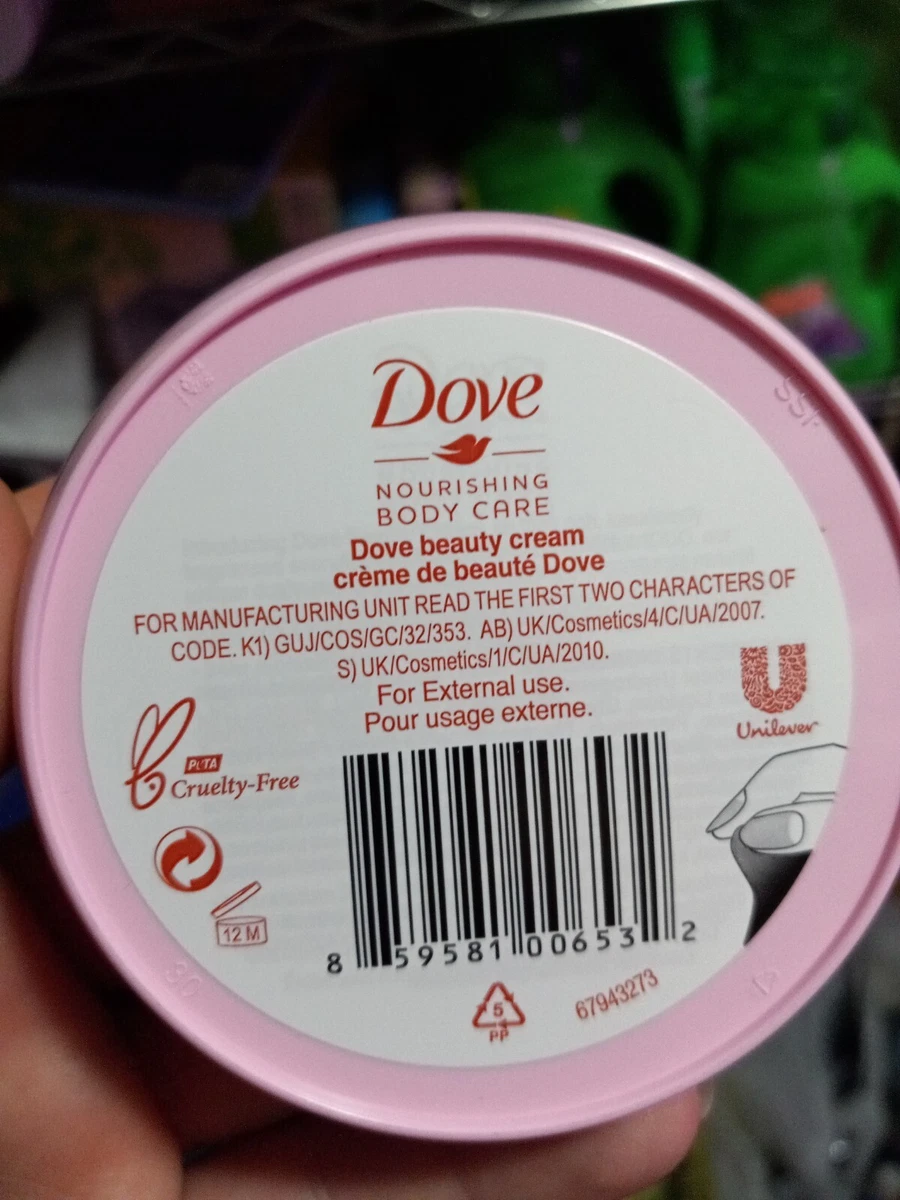 Dove
NOURISHING
BODY CARE
Dove beauty cream
crème de beauté Dove
FOR MANUFACTURING UNIT READ THE FIRST TWO CHARACTERS OF
CODE. K1) GUJ/COS/GC/32/353. AB) UK/Cosmetics/4/C/UA/2007.
S) UK/Cosmetics/1/C/UA/2010.
For External use.
Pour usage externe.
Unilever
PETA
Cruelty-Free
12 M
8 59581 00653 2
5
PP
67943273